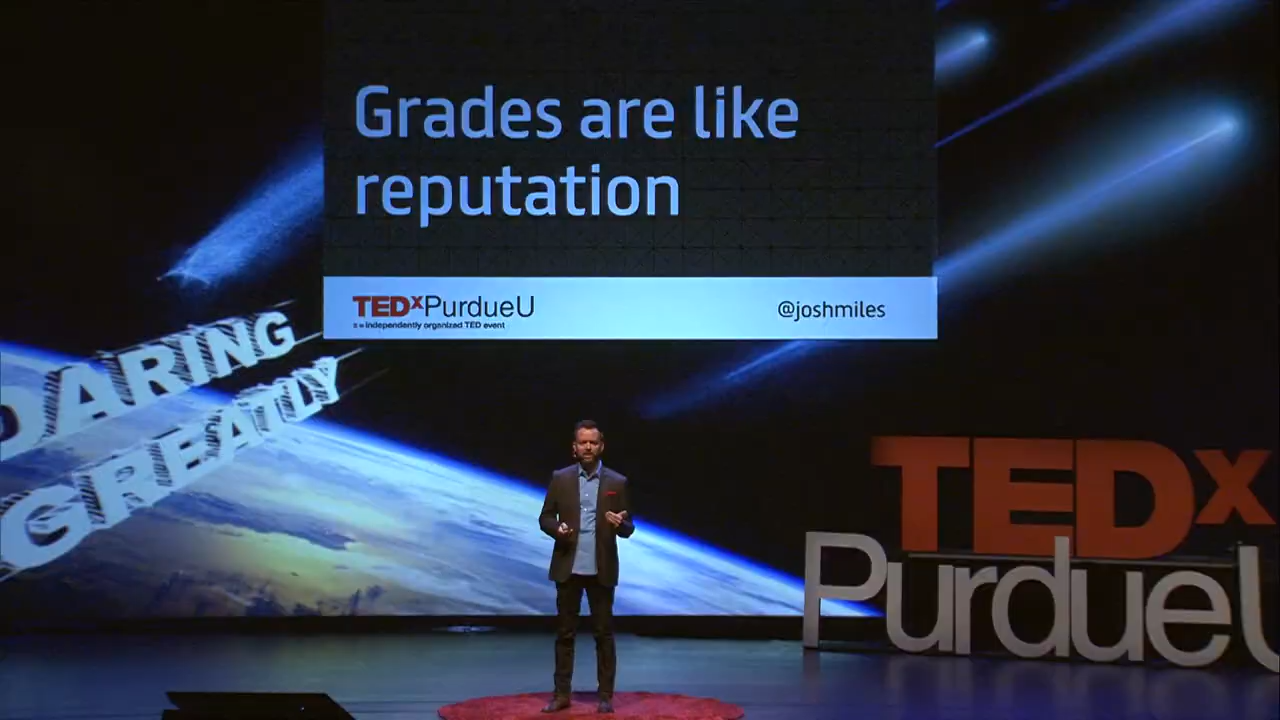 Grades are like
reputation
TEDxPurdueU
x = independently organized TED event
@joshmiles
DARING
GREATLY
TEDx
PurdueU